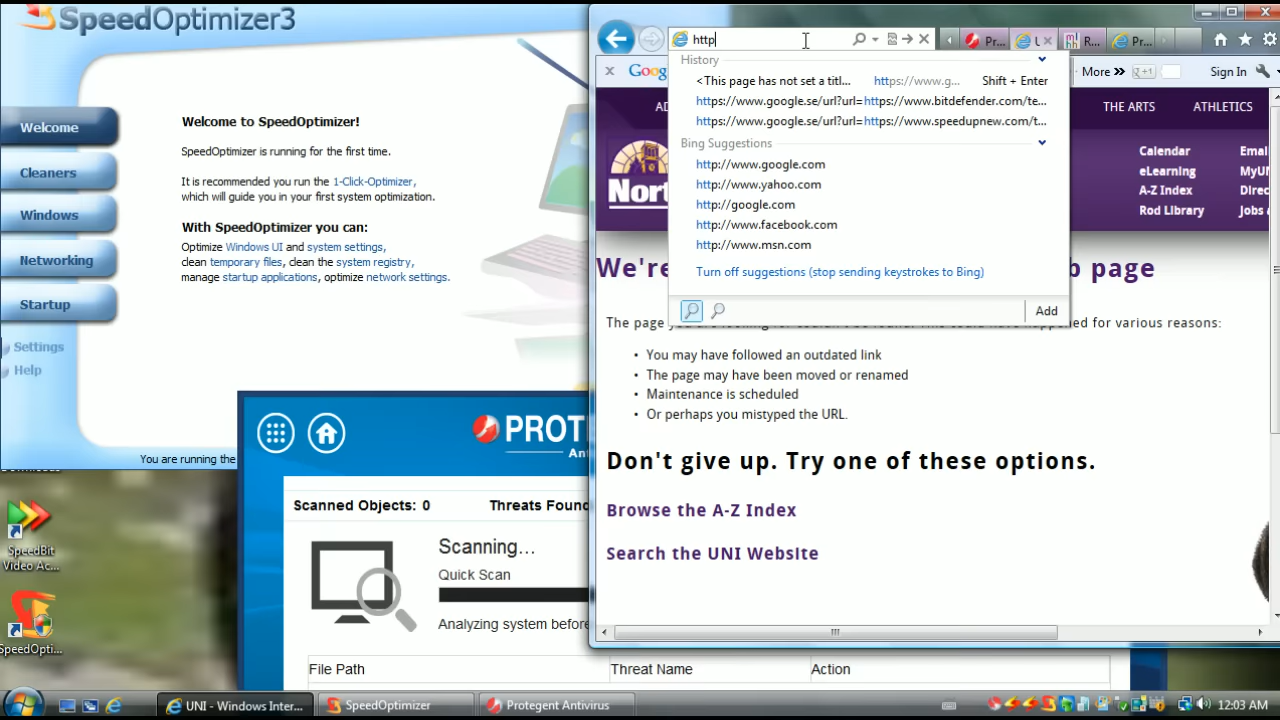 SpeedOptimizer3
Welcome
Cleaners
Windows
Networking
Startup
Settings
Help
Welcome to SpeedOptimizer!
SpeedOptimizer is running for the first time.
It is recommended you run the 1-Click-Optimizer,
which will guide you in your first system optimization.
With SpeedOptimizer you can:
Optimize Windows UI and system settings,
clean temporary files, clean the system registry,
manage startup applications, optimize network settings.
You are running the
http
Pr...
R...
Pr...
History
<This page has not set a titl... https://www.g... Shift + Enter
https://www.google.se/url?url=https://www.bitdefender.com/te...
https://www.google.se/url?url=https://www.speedupnew.com/t...
Bing Suggestions
http://www.google.com
http://www.yahoo.com
http://google.com
http://www.facebook.com
http://www.msn.com
Turn off suggestions (stop sending keystrokes to Bing)
Add
Goog
More »
+1
Sign In
AD
THE ARTS
ATHLETICS
Nort
Calendar
eLearning
A-Z Index
Rod Library
Emai
MyU
Direc
Jobs
We're
page
The page
for various reasons:
• You may have followed an outdated link
• The page may have been moved or renamed
• Maintenance is scheduled
• Or perhaps you mistyped the URL.
Don't give up. Try one of these options.
Browse the A-Z Index
Search the UNI Website
PROTE
Ant
Scanned Objects: 0
Threats Foun
Scanning...
Quick Scan
Analyzing system before
File Path
Threat Name
Action
SpeedBit
Video Ac...
SpeedOpti...
UNI - Windows Inter...
SpeedOptimizer
Protegent Antivirus
12:03 AM